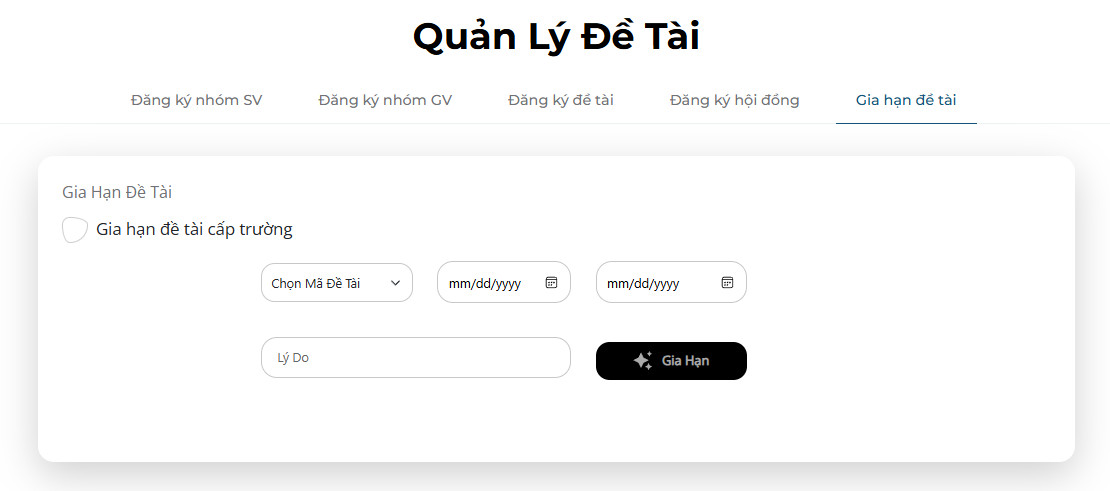 Quản Lý Đề Tài
Đăng ký nhóm SV Đăng ký nhóm GV Đăng ký đề tài Đăng ký hội đồng Gia hạn đề tài
Gia Hạn Đề Tài
Gia hạn đề tài cấp trường
Chọn Mã Đề Tài mm/dd/yyyy mm/dd/yyyy
Lý Do Gia Hạn